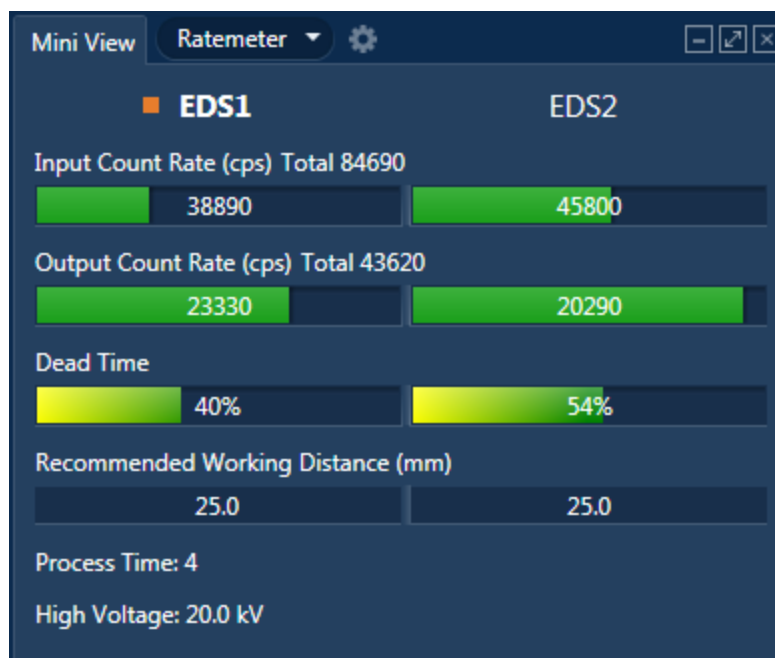 Mini View Ratemeter
EDS1 EDS2
Input Count Rate (cps) Total 84690
38890 45800
Output Count Rate (cps) Total 43620
23330 20290
Dead Time
40% 54%
Recommended Working Distance (mm)
25.0 25.0
Process Time: 4
High Voltage: 20.0 kV